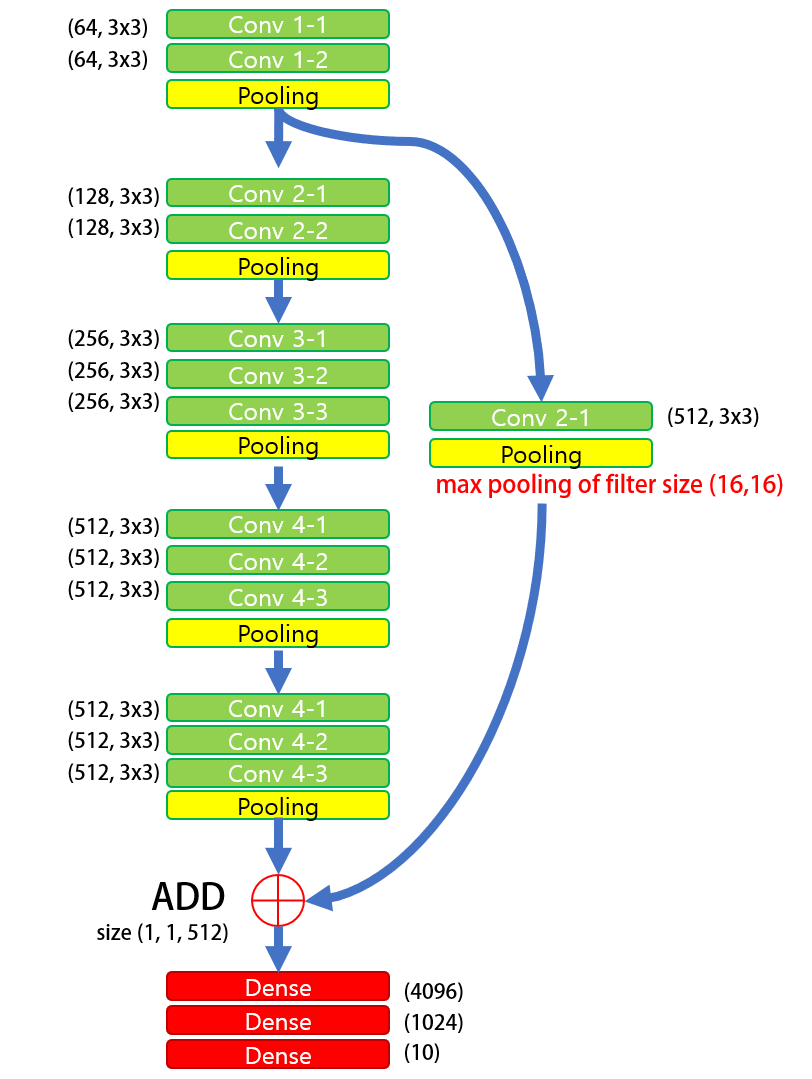 (64, 3x3) Conv 1-1
(64, 3x3) Conv 1-2
Pooling
(128, 3x3) Conv 2-1
(128, 3x3) Conv 2-2
Pooling
(256, 3x3) Conv 3-1
(256, 3x3) Conv 3-2
(256, 3x3) Conv 3-3
Pooling
Conv 2-1 (512, 3x3)
Pooling
max pooling of filter size (16,16)
(512, 3x3) Conv 4-1
(512, 3x3) Conv 4-2
(512, 3x3) Conv 4-3
Pooling
(512, 3x3) Conv 4-1
(512, 3x3) Conv 4-2
(512, 3x3) Conv 4-3
Pooling
ADD
size (1, 1, 512)
Dense (4096)
Dense (1024)
Dense (10)